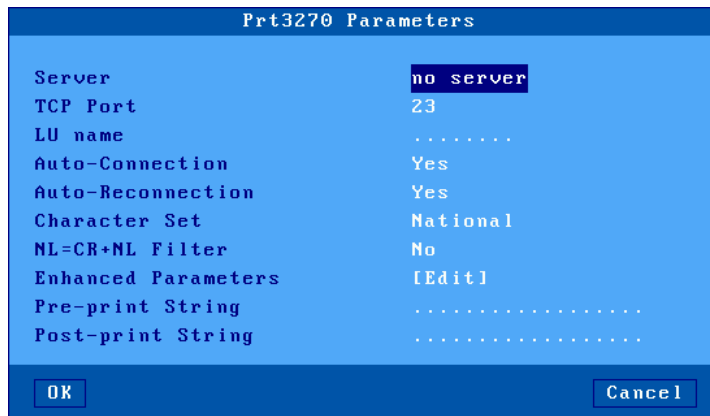 Prt3270 Parameters
Server no server
TCP Port 23
LU name ........
Auto-Connection Yes
Auto-Reconnection Yes
Character Set National
NL=CR+NL Filter No
Enhanced Parameters [Edit]
Pre-print String ..................
Post-print String ..................
OK Cancel